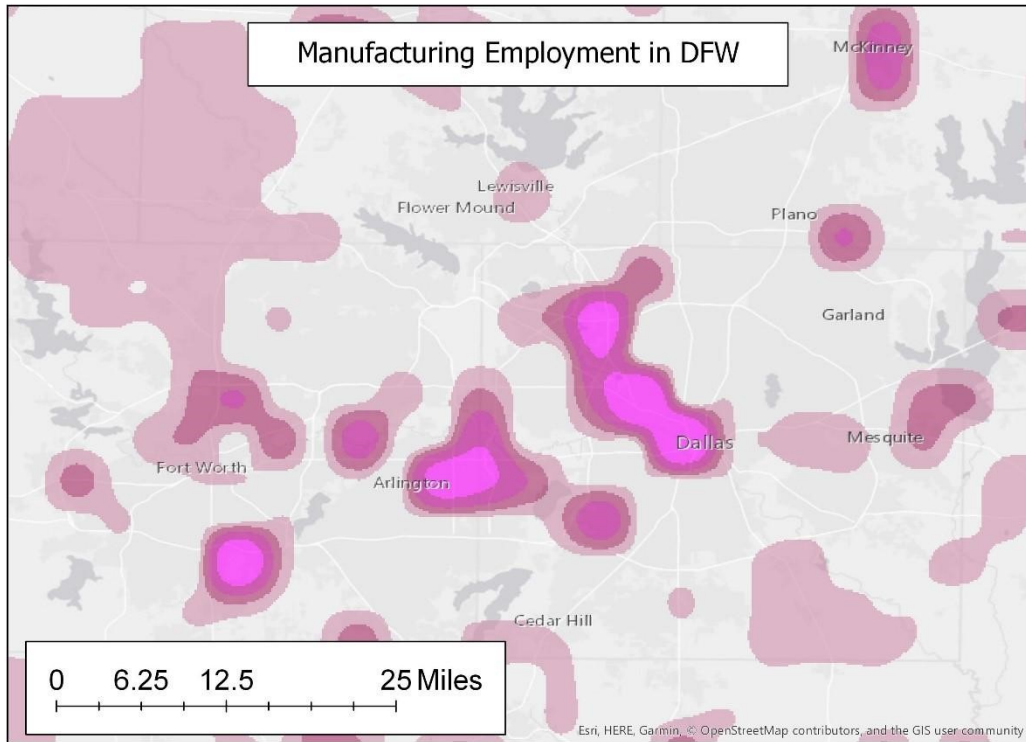 Manufacturing Employment in DFW
McKinney
Lewisville
Flower Mound
Plano
Garland
Dallas
Mesquite
Fort Worth
Arlington
Cedar Hill
0 6.25 12.5 25 Miles
Esri, HERE, Garmin, © OpenStreetMap contributors, and the GIS user community